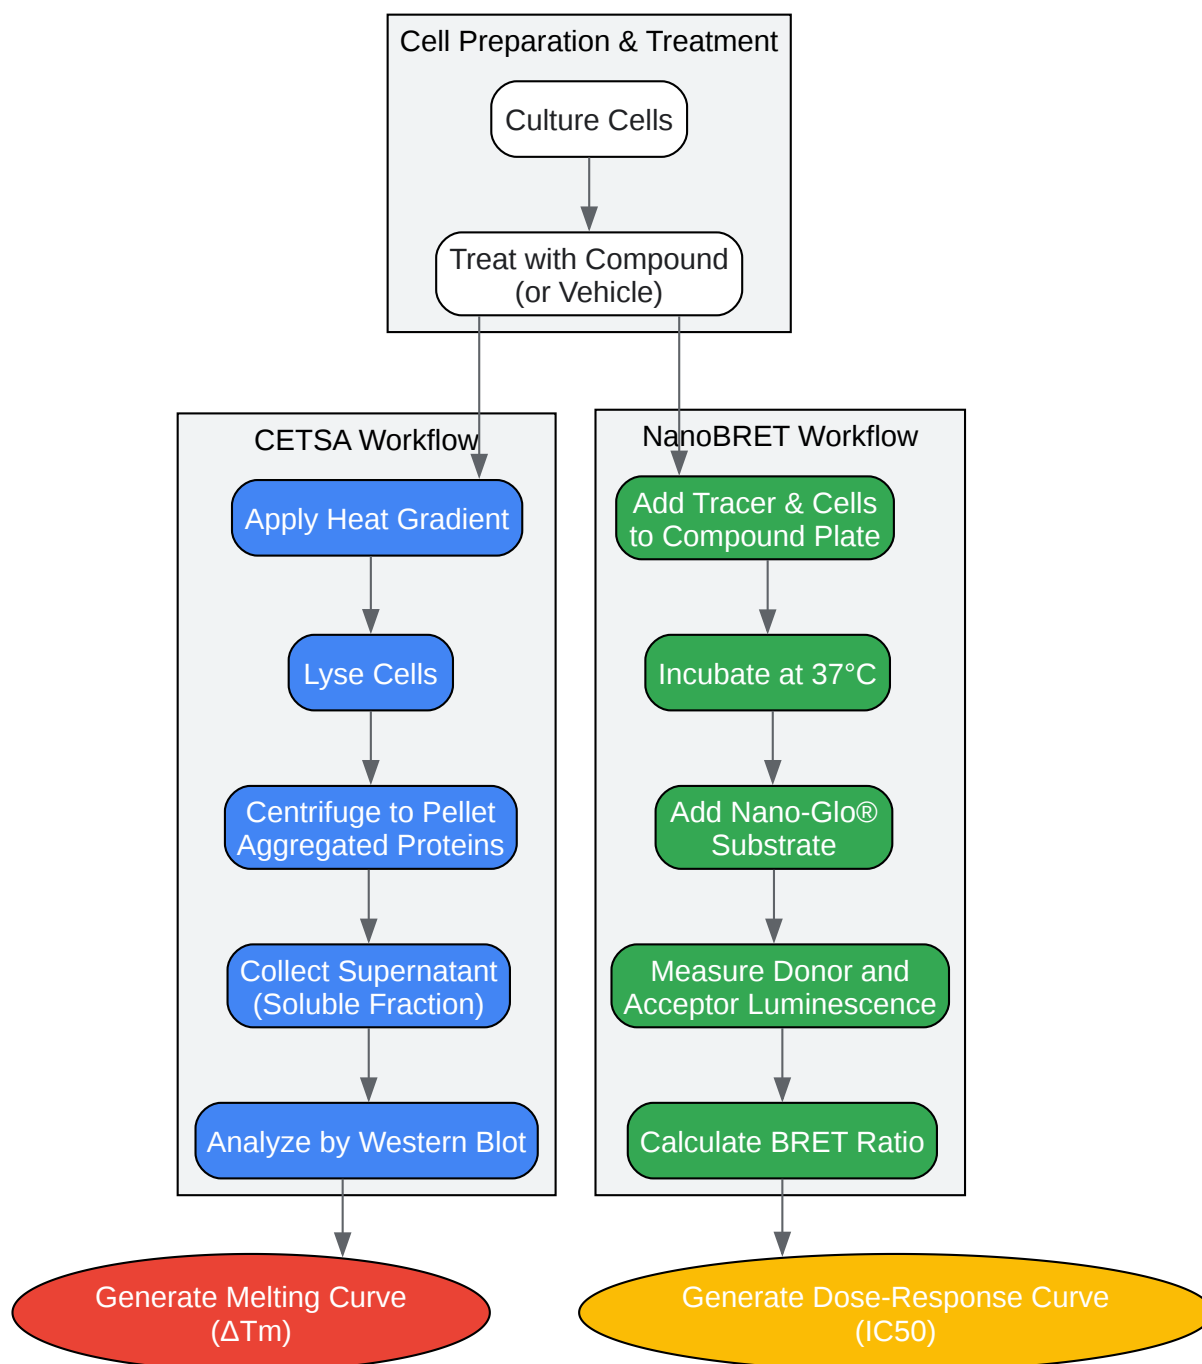 Cell Preparation & Treatment
Culture Cells
Treat with Compound
(or Vehicle)
CETSA Workflow
Apply Heat Gradient
Lyse Cells
Centrifuge to Pellet
Aggregated Proteins
Collect Supernatant
(Soluble Fraction)
Analyze by Western Blot
Generate Melting Curve
(ΔTm)
NanoBRET Workflow
Add Tracer & Cells
to Compound Plate
Incubate at 37°C
Add Nano-Glo®
Substrate
Measure Donor and
Acceptor Luminescence
Calculate BRET Ratio
Generate Dose-Response Curve
(IC50)